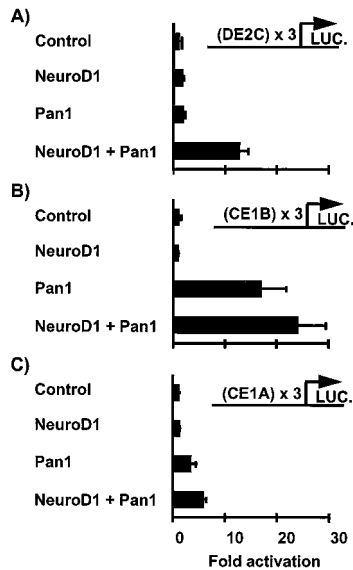 A)
Control
NeuroD1
Pan1
NeuroD1 + Pan1
(DE2C) x 3
LUC.
B)
Control
NeuroD1
Pan1
NeuroD1 + Pan1
(CE1B) x 3
LUC.
C)
Control
NeuroD1
Pan1
NeuroD1 + Pan1
(CE1A) x 3
LUC.
0 10 20 30
Fold activation